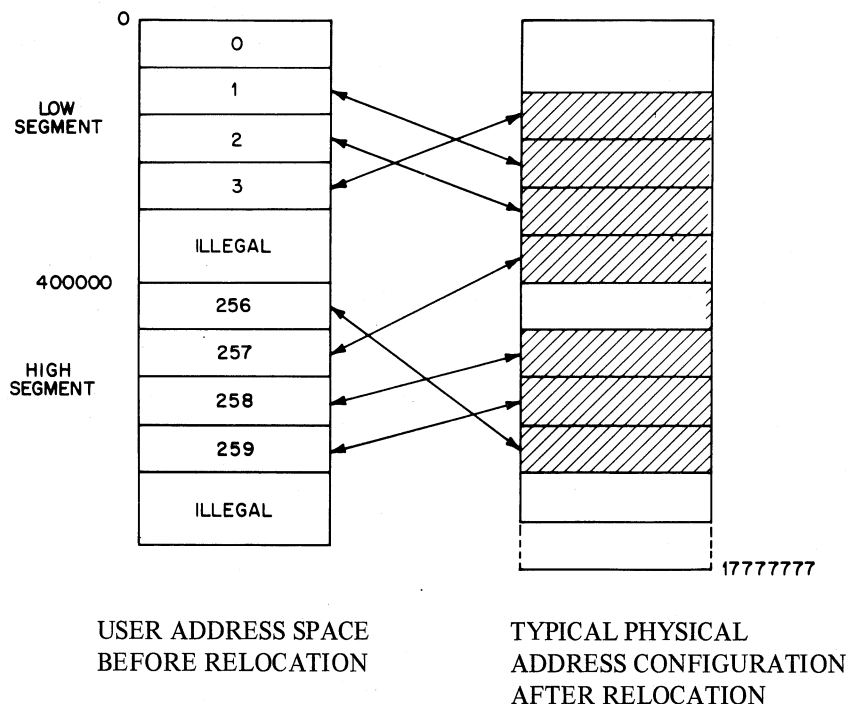 0
0
1
LOW
SEGMENT
2
3
ILLEGAL
400000
256
257
HIGH
SEGMENT
258
259
ILLEGAL
17777777
USER ADDRESS SPACE
BEFORE RELOCATION
TYPICAL PHYSICAL
ADDRESS CONFIGURATION
AFTER RELOCATION